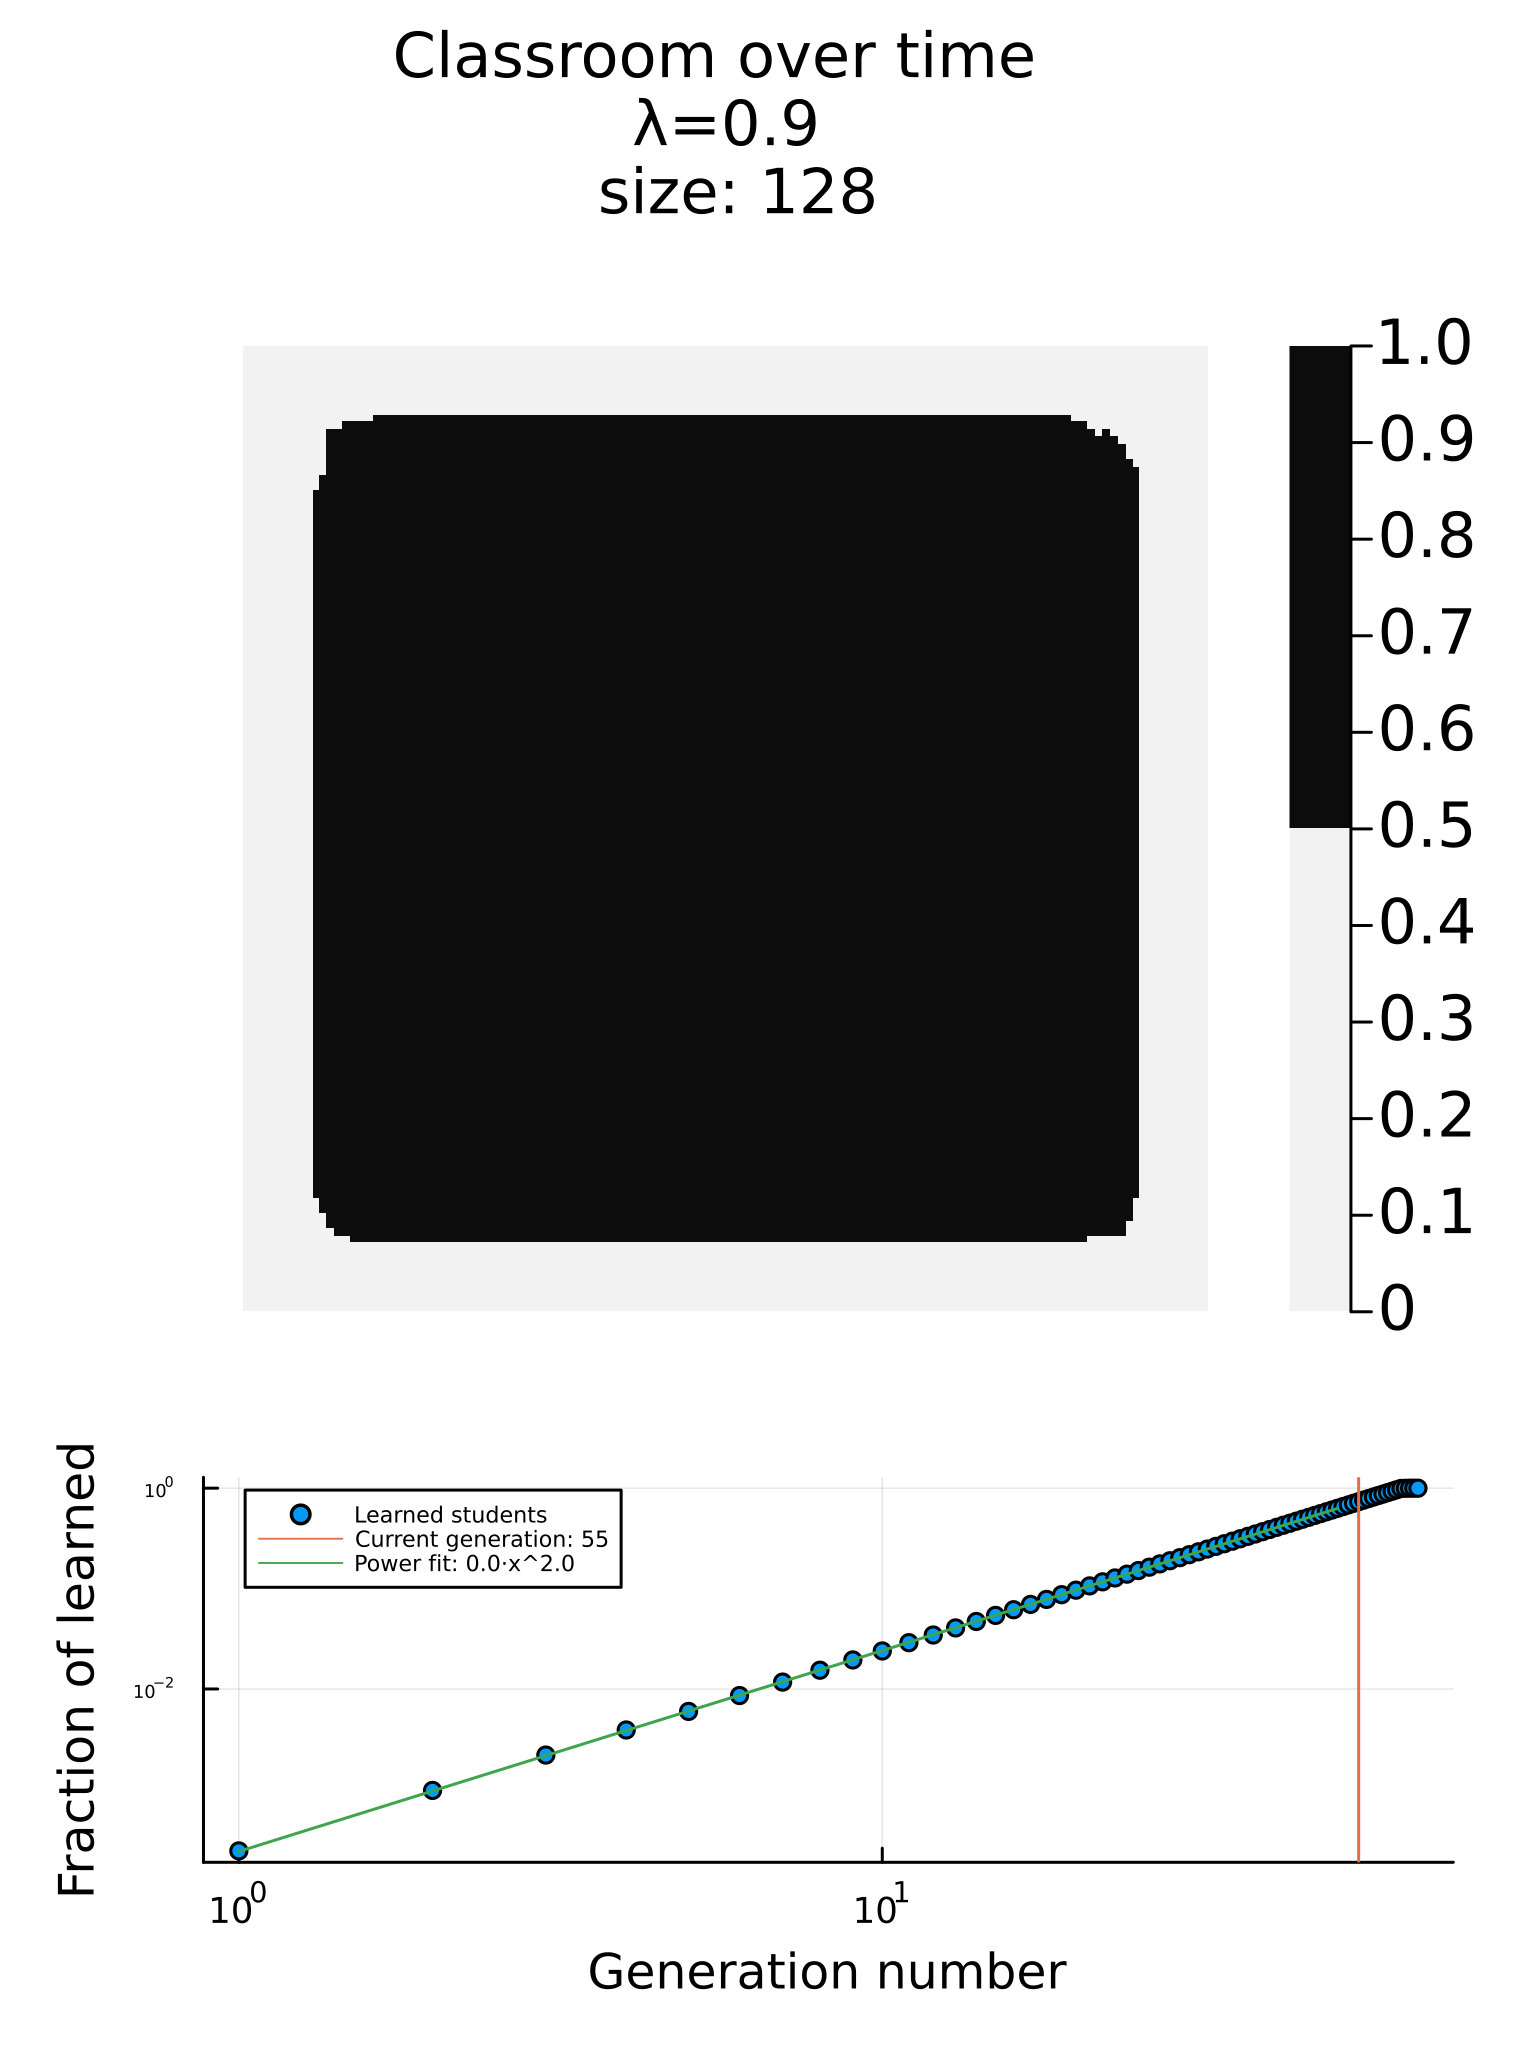 Classroom over time
λ=0.9
size: 128
1.0
0.9
0.8
0.7
0.6
0.5
0.4
0.3
0.2
0.1
0
Fraction of learned
10^0
10^-2
Learned students
Current generation: 55
Power fit: 0.0·x^2.0
10^0
10^1
Generation number